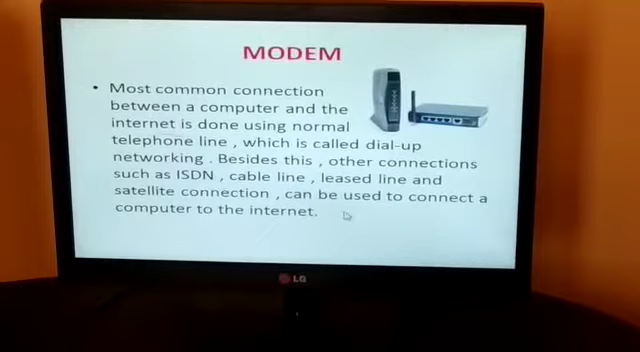 MODEM
• Most common connection
between a computer and the
internet is done using normal
telephone line , which is called dial-up
networking . Besides this , other connections
such as ISDN , cable line , leased line and
satellite connection , can be used to connect a
computer to the internet.
LG